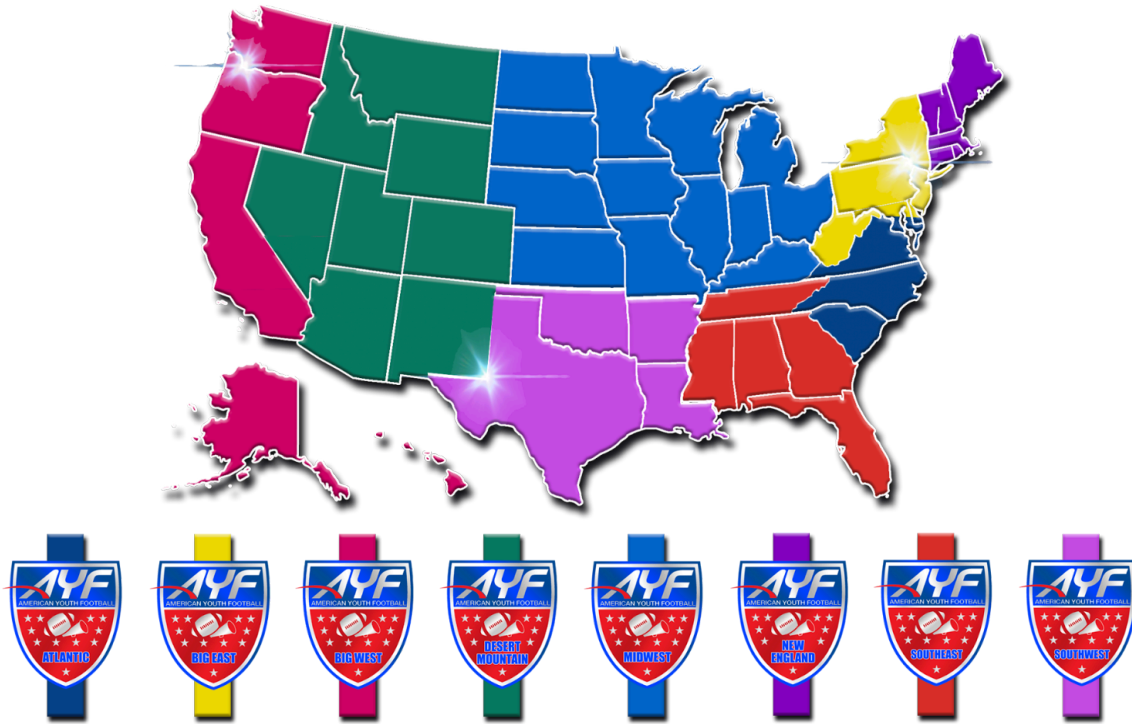 AYF
AMERICAN YOUTH FOOTBALL
ATLANTIC
AYF
AMERICAN YOUTH FOOTBALL
BIG EAST
AYF
AMERICAN YOUTH FOOTBALL
BIG WEST
AYF
AMERICAN YOUTH FOOTBALL
DESERT
MOUNTAIN
AYF
AMERICAN YOUTH FOOTBALL
MIDWEST
AYF
AMERICAN YOUTH FOOTBALL
NEW
ENGLAND
AYF
AMERICAN YOUTH FOOTBALL
SOUTHEAST
AYF
AMERICAN YOUTH FOOTBALL
SOUTHWEST